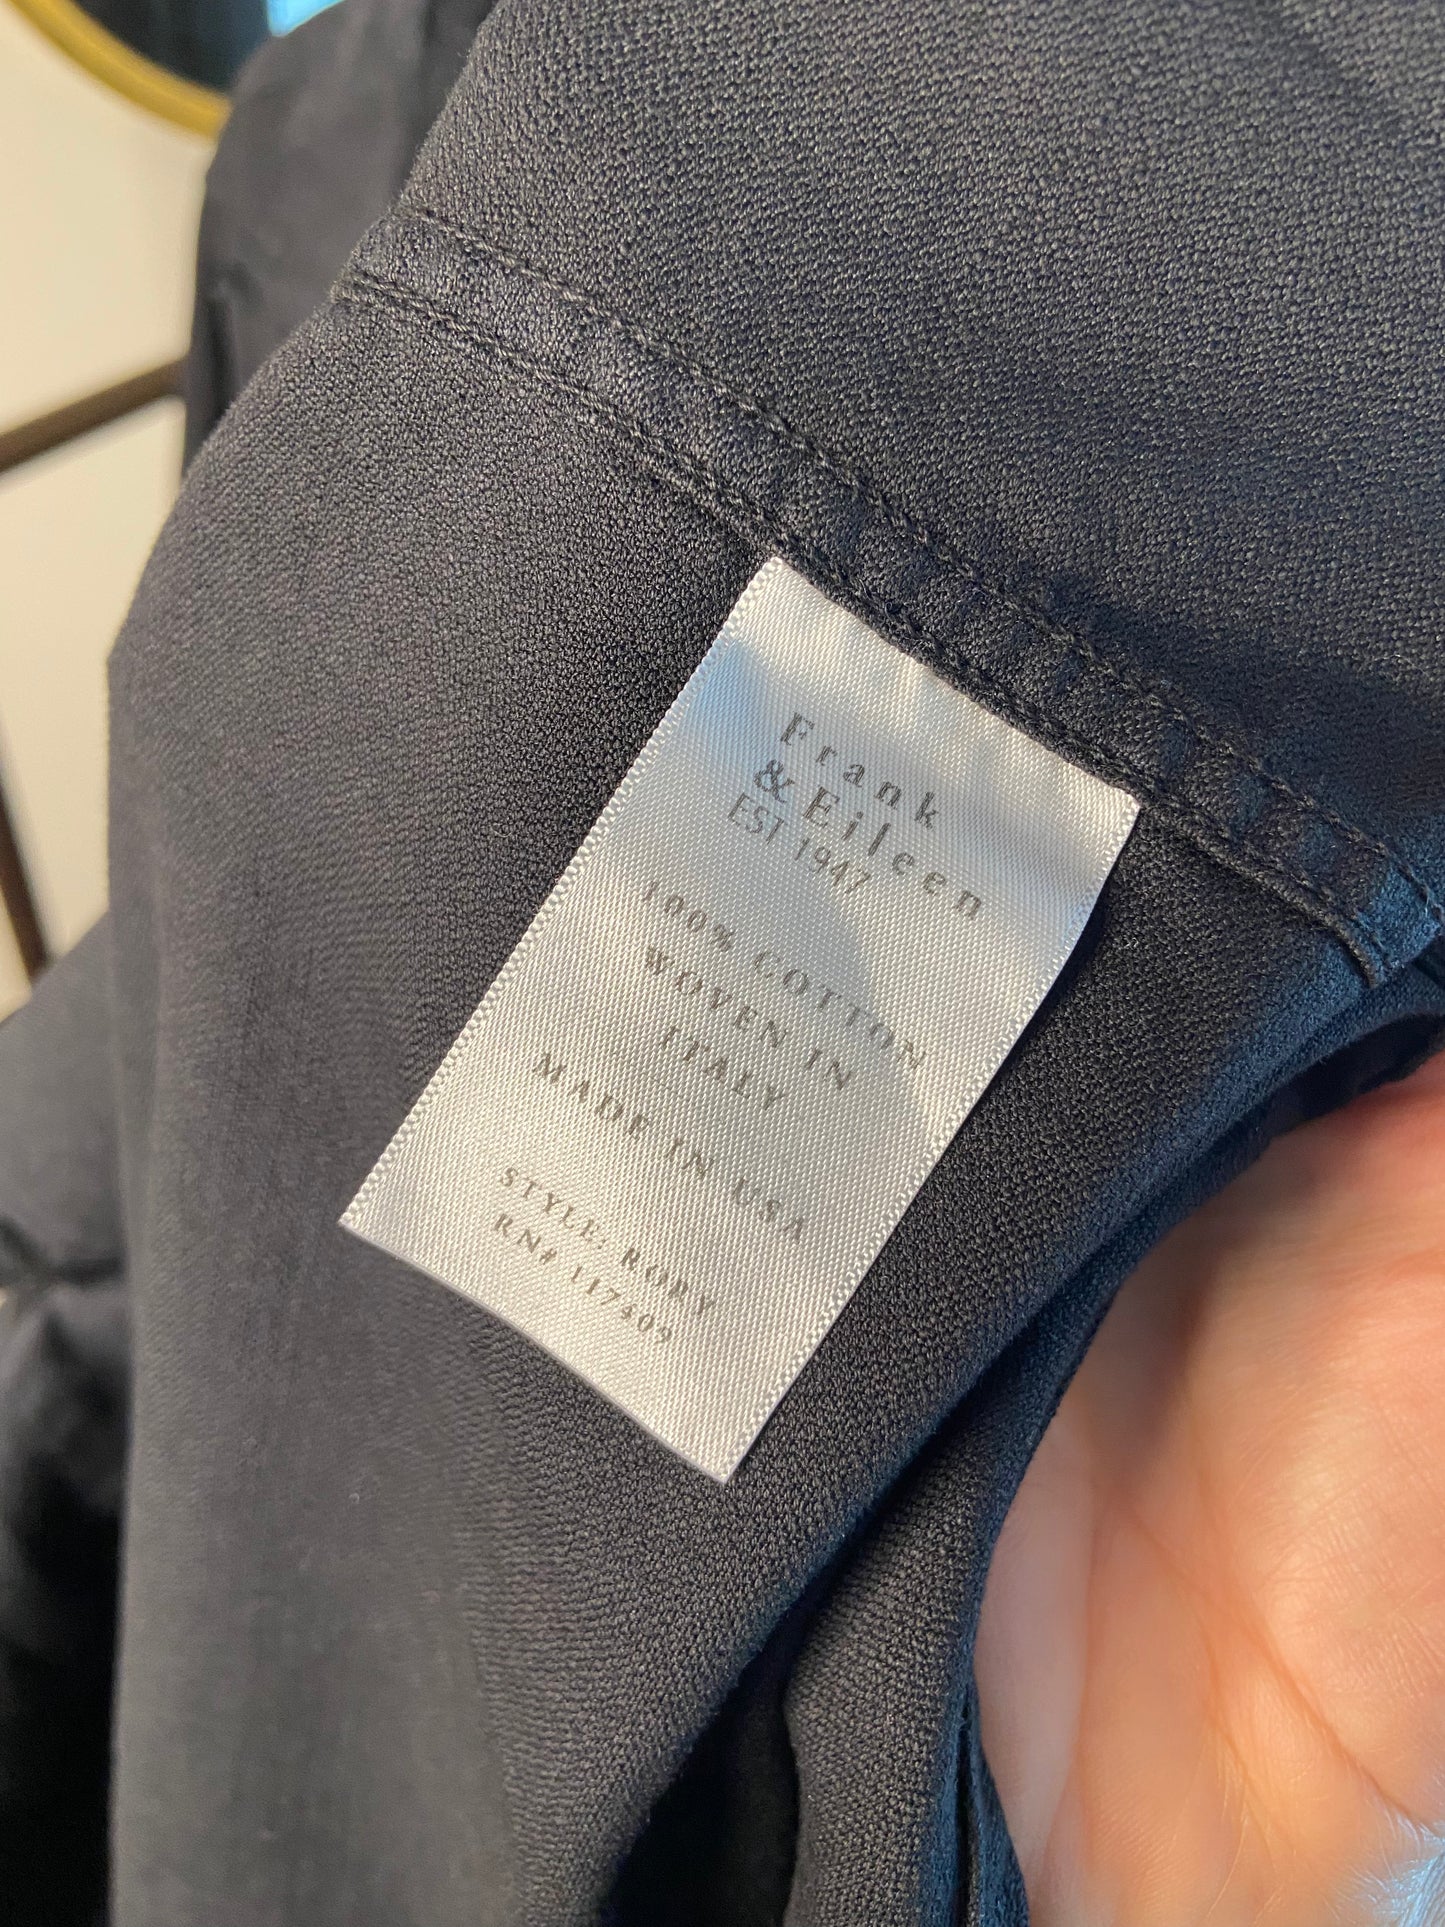 Frank
& Eileen
EST 1947
100% COTTON
WOVEN IN
ITALY
MADE IN USA
STYLE: RORY
RN# 117409